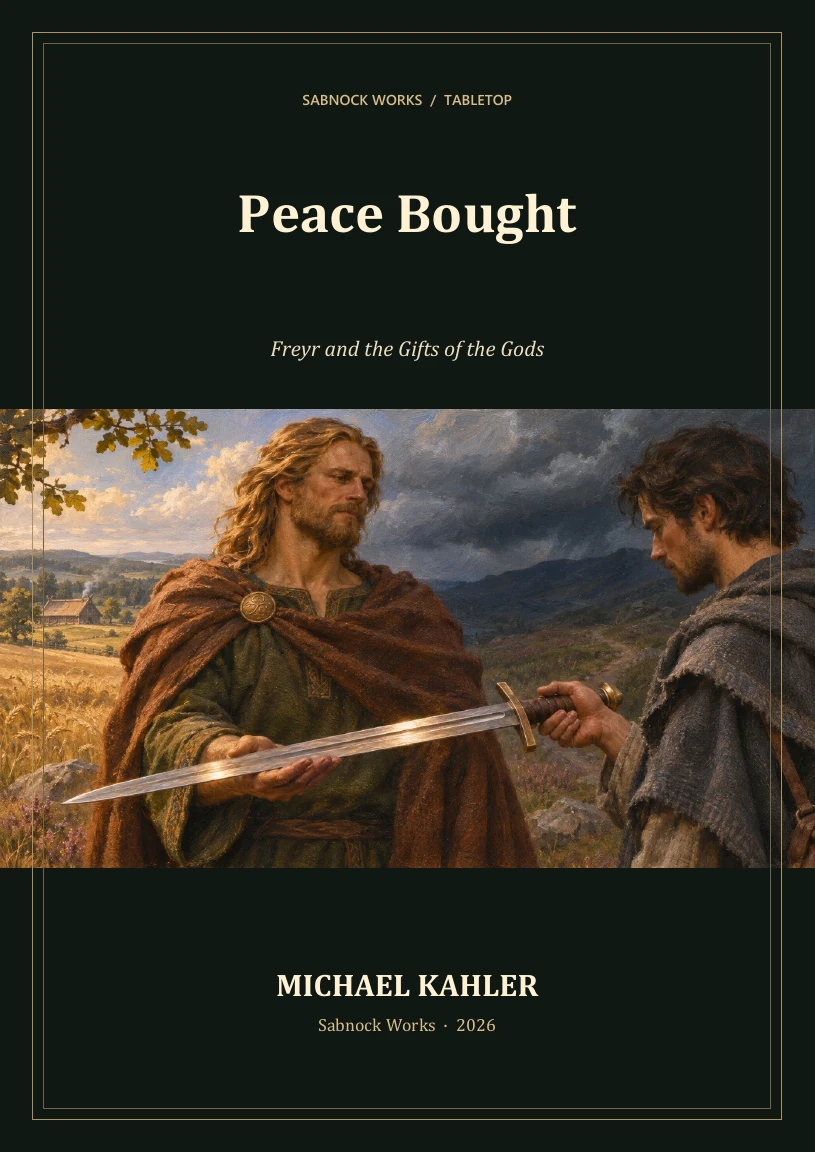 SABNOCK WORKS / TABLETOP
Peace Bought
Freyr and the Gifts of the Gods
MICHAEL KAHLER
Sabnock Works · 2026